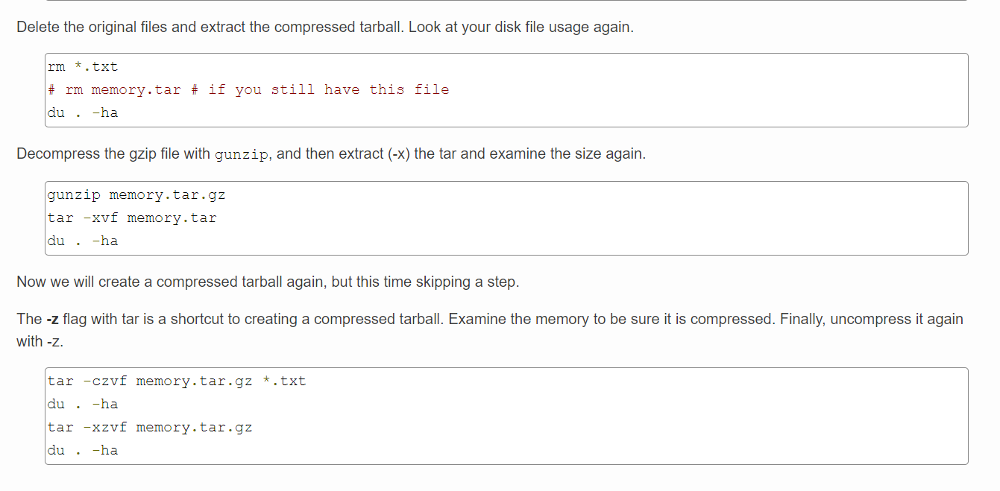 Delete the original files and extract the compressed tarball. Look at your disk file usage again.
rm *.txt
# rm memory.tar # if you still have this file
du . -ha
Decompress the gzip file with gunzip, and then extract (-x) the tar and examine the size again.
gunzip memory.tar.gz
tar -xvf memory.tar
du . -ha
Now we will create a compressed tarball again, but this time skipping a step.
The -z flag with tar is a shortcut to creating a compressed tarball. Examine the memory to be sure it is compressed. Finally, uncompress it again
with -z.
tar -czvf memory.tar.gz *.txt
du . -ha
tar -xzvf memory.tar.gz
du . -ha